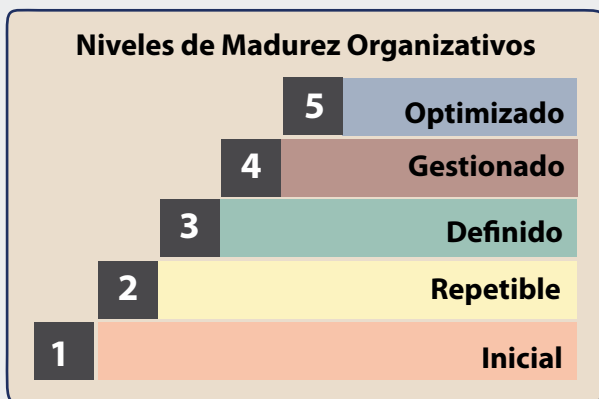 Niveles de Madurez Organizativos
5 Optimizado
4 Gestionado
3 Definido
2 Repetible
1 Inicial